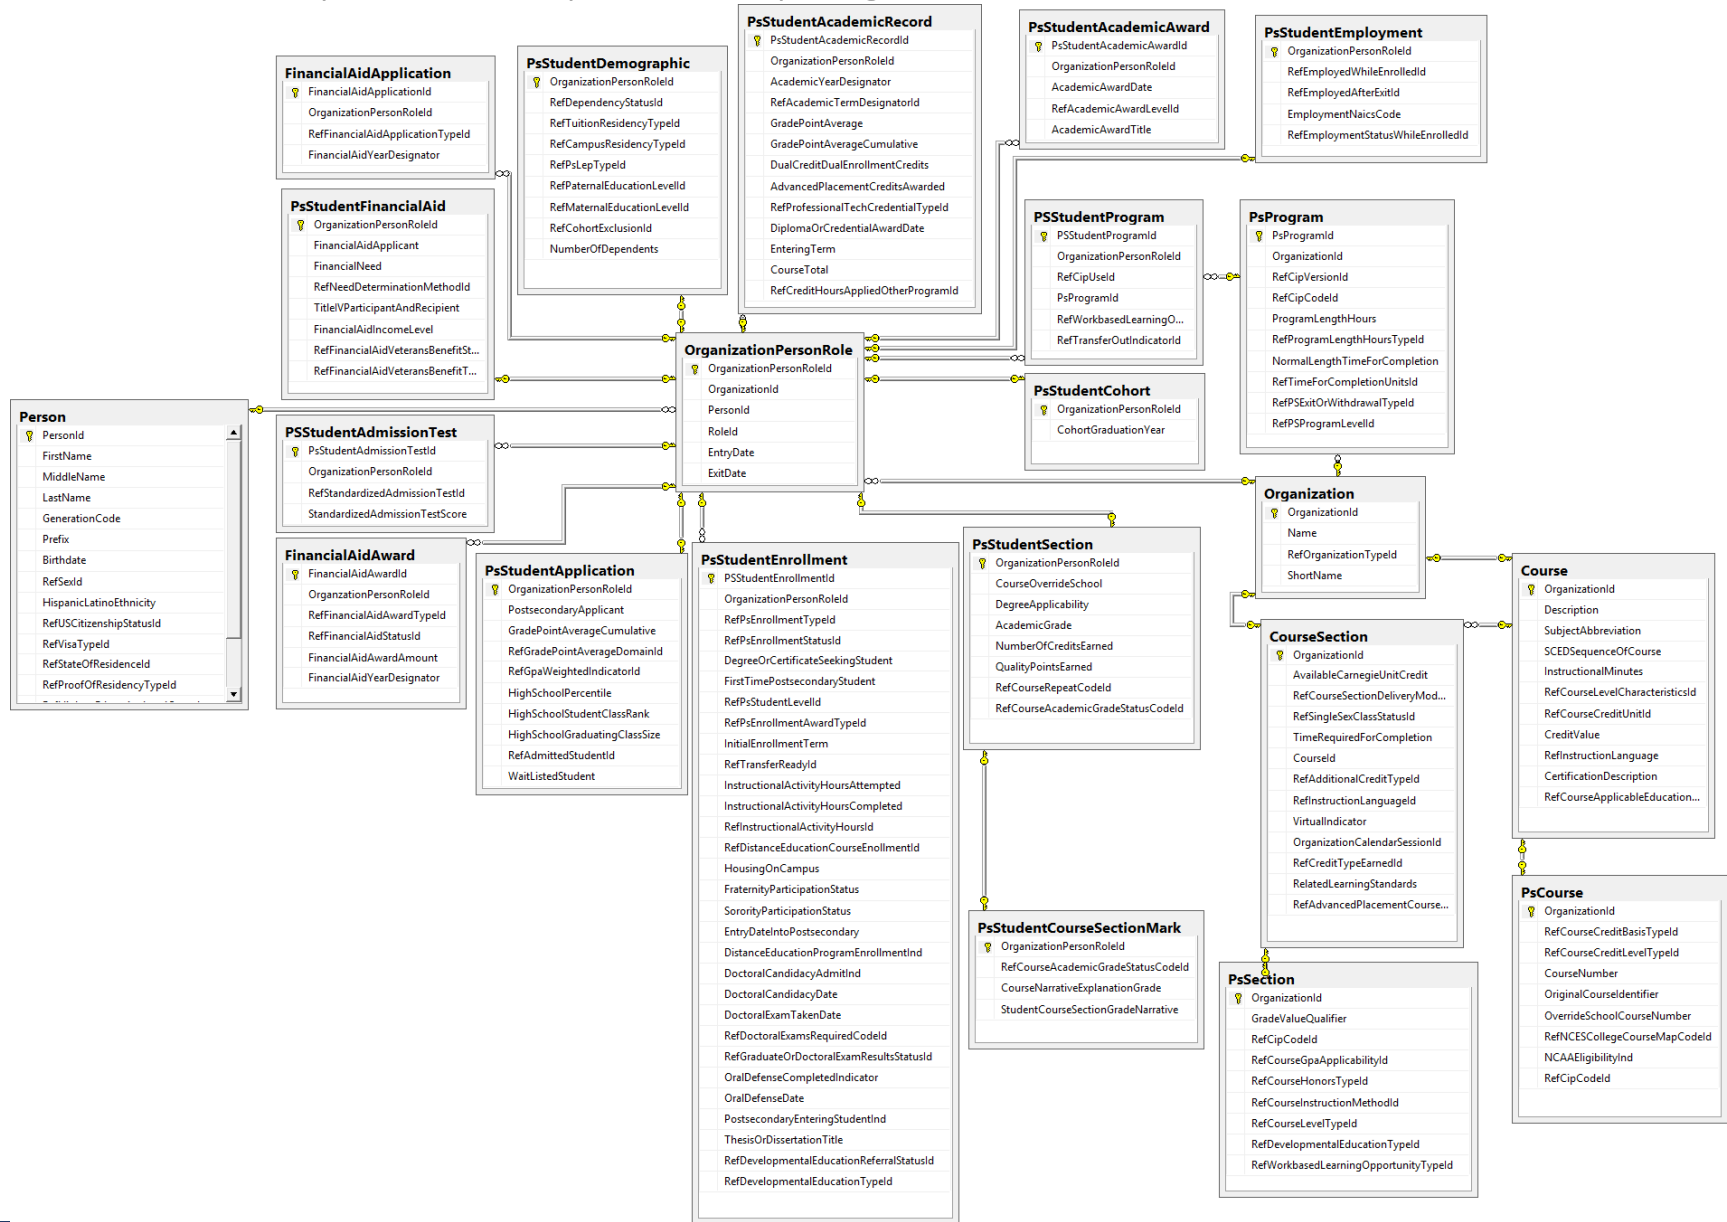 PsStudentAcademicRecord
PsStudentAcademicRecordId
OrganizationPersonRoleId
AcademicYearDesignator
RefAcademicTermDesignatorId
GradePointAverage
GradePointAverageCumulative
DualCreditDualEnrollmentCredits
AdvancedPlacementCreditsAwarded
RefProfessionalTechCredentialTypeId
DiplomaOrCredentialAwardDate
EnteringTerm
CourseTotal
RefCreditHoursAppliedOtherProgramId
PsStudentAcademicAward
PsStudentAcademicAwardId
OrganizationPersonRoleId
AcademicAwardDate
RefAcademicAwardLevelId
AcademicAwardTitle
PsStudentEmployment
OrganizationPersonRoleId
RefEmployedWhileEnrolledId
RefEmployedAfterExitId
EmploymentNaicsCode
RefEmploymentStatusWhileEnrolledId
PsStudentDemographic
OrganizationPersonRoleId
RefDependencyStatusId
RefTuitionResidencyTypeId
RefCampusResidencyTypeId
RefPsLepTypeId
RefPaternalEducationLevelId
RefMaternalEducationLevelId
RefCohortExclusionId
NumberOfDependents
FinancialAidApplication
FinancialAidApplicationId
OrganizationPersonRoleId
RefFinancialAidApplicationTypeId
FinancialAidYearDesignator
PsStudentFinancialAid
OrganizationPersonRoleId
FinancialAidApplicant
FinancialNeed
RefNeedDeterminationMethodId
TitleIVParticipantAndRecipient
FinancialAidIncomeLevel
RefFinancialAidVeteransBenefitSt...
RefFinancialAidVeteransBenefitT...
PSStudentProgram
PSStudentProgramId
OrganizationPersonRoleId
RefCipUseId
PsProgramId
RefWorkbasedLearningO...
RefTransferOutIndicatorId
PsProgram
PsProgramId
OrganizationId
RefCipVersionId
RefCipCodeId
ProgramLengthHours
RefProgramLengthHoursTypeId
NormalLengthTimeForCompletion
RefTimeForCompletionUnitsId
RefPSExitOrWithdrawalTypeId
RefPSProgramLevelId
OrganizationPersonRole
OrganizationPersonRoleId
OrganizationId
PersonId
RoleId
EntryDate
ExitDate
PsStudentCohort
OrganizationPersonRoleId
CohortGraduationYear
Person
PersonId
FirstName
MiddleName
LastName
GenerationCode
Prefix
Birthdate
RefSexId
HispanicLatinoEthnicity
RefUSCitizenshipStatusId
RefVisaTypeId
RefStateOfResidenceId
RefProofOfResidencyTypeId
PSStudentAdmissionTest
PsStudentAdmissionTestId
OrganizationPersonRoleId
RefStandardizedAdmissionTestId
StandardizedAdmissionTestScore
FinancialAidAward
FinancialAidAwardId
OrganzationPersonRoleId
RefFinancialAidAwardTypeId
RefFinancialAidStatusId
FinancialAidAwardAmount
FinancialAidYearDesignator
PsStudentApplication
OrganizationPersonRoleId
PostsecondaryApplicant
GradePointAverageCumulative
RefGradePointAverageDomainId
RefGpaWeightedIndicatorId
HighSchoolPercentile
HighSchoolStudentClassRank
HighSchoolGraduatingClassSize
RefAdmittedStudentId
WaitListedStudent
PsStudentEnrollment
PSStudentEnrollmentId
OrganizationPersonRoleId
RefPsEnrollmentTypeId
RefPsEnrollmentStatusId
DegreeOrCertificateSeekingStudent
FirstTimePostsecondaryStudent
RefPsStudentLevelId
RefPsEnrollmentAwardTypeId
InitialEnrollmentTerm
RefTransferReadyId
InstructionalActivityHoursAttempted
InstructionalActivityHoursCompleted
RefInstructionalActivityHoursId
RefDistanceEducationCourseEnollmentId
HousingOnCampus
FraternityParticipationStatus
SororityParticipationStatus
EntryDateIntoPostsecondary
DistanceEducationProgramEnrollmentInd
DoctoralCandidacyAdmitInd
DoctoralCandidacyDate
DoctoralExamTakenDate
RefDoctoralExamsRequiredCodeId
RefGraduateOrDoctoralExamResultsStatusId
OralDefenseCompletedIndicator
OralDefenseDate
PostsecondaryEnteringStudentInd
ThesisOrDissertationTitle
RefDevelopmentalEducationReferralStatusId
RefDevelopmentalEducationTypeId
PsStudentSection
OrganizationPersonRoleId
CourseOverrideSchool
DegreeApplicability
AcademicGrade
NumberOfCreditsEarned
QualityPointsEarned
RefCourseRepeatCodeId
RefCourseAcademicGradeStatusCodeId
PsStudentCourseSectionMark
OrganizationPersonRoleId
RefCourseAcademicGradeStatusCodeId
CourseNarrativeExplanationGrade
StudentCourseSectionGradeNarrative
Organization
OrganizationId
Name
RefOrganizationTypeId
ShortName
CourseSection
OrganizationId
AvailableCarnegieUnitCredit
RefCourseSectionDeliveryMod...
RefSingleSexClassStatusId
TimeRequiredForCompletion
CourseId
RefAdditionalCreditTypeId
RefInstructionLanguageId
VirtualIndicator
OrganizationCalendarSessionId
RefCreditTypeEarnedId
RelatedLearningStandards
RefAdvancedPlacementCourse...
Course
OrganizationId
Description
SubjectAbbreviation
SCEDSequenceOfCourse
InstructionalMinutes
RefCourseLevelCharacteristicsId
RefCourseCreditUnitId
CreditValue
RefInstructionLanguage
CertificationDescription
RefCourseApplicableEducation...
PsCourse
OrganizationId
RefCourseCreditBasisTypeId
RefCourseCreditLevelTypeId
CourseNumber
OriginalCourseIdentifier
OverrideSchoolCourseNumber
RefNCESCollegeCourseMapCodeId
NCAAEligibilityInd
RefCipCodeId
PsSection
OrganizationId
GradeValueQualifier
RefCipCodeId
RefCourseGpaApplicabilityId
RefCourseHonorsTypeId
RefCourseInstructionMethodId
RefCourseLevelTypeId
RefDevelopmentalEducationTypeId
RefWorkbasedLearningOpportunityTypeId